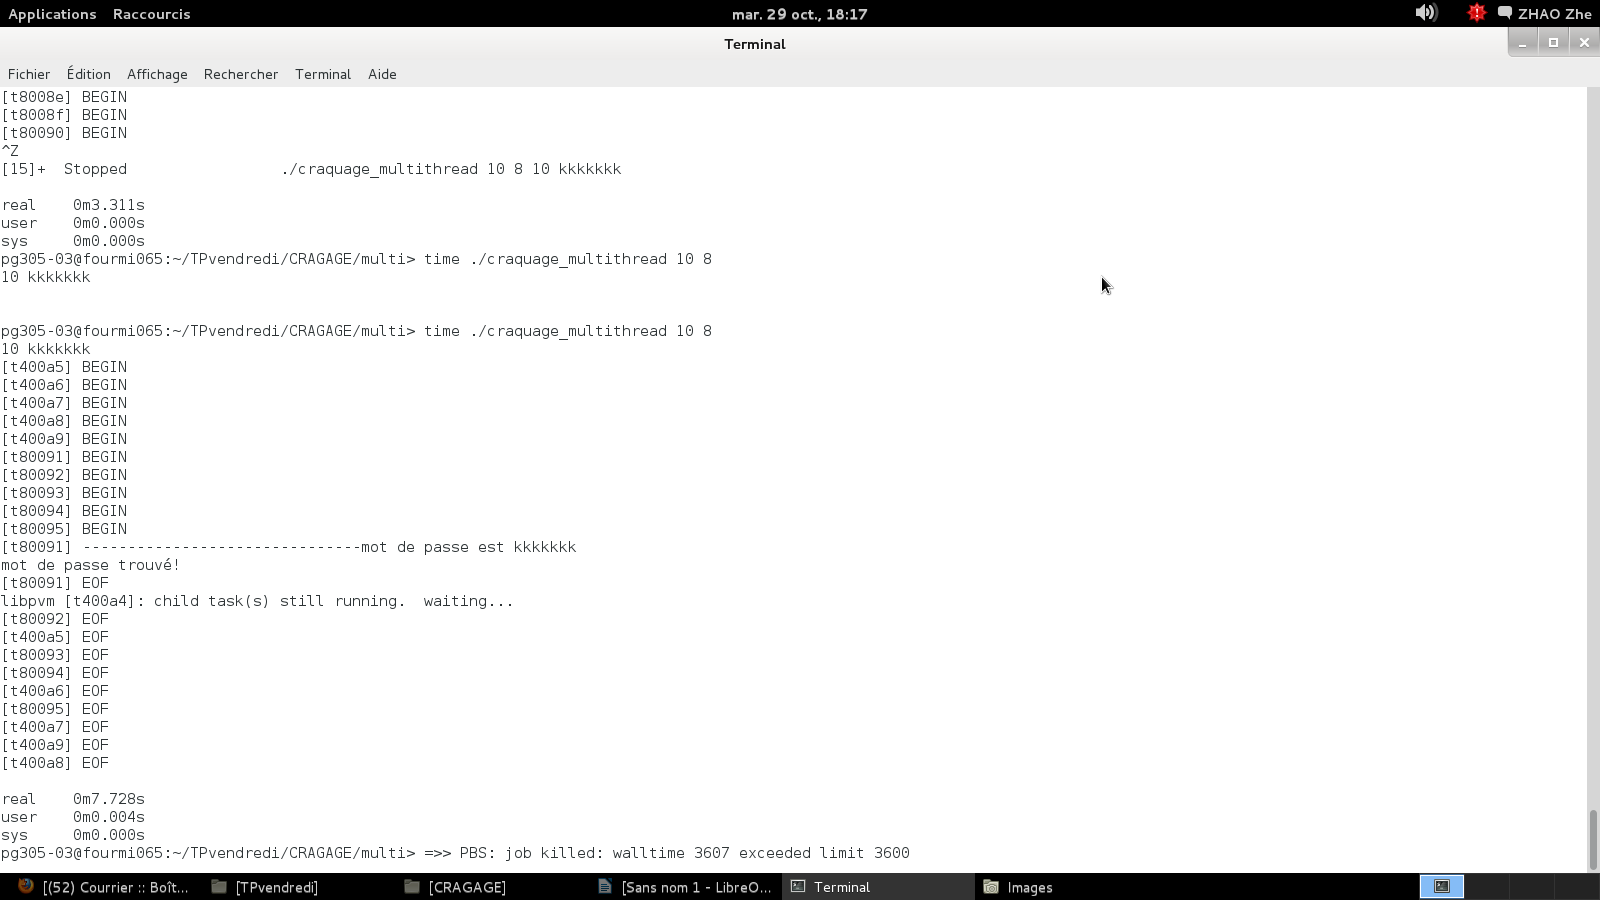 Applications Raccourcis mar. 29 oct., 18:17 ZHAO Zhe
Terminal
Fichier Édition Affichage Rechercher Terminal Aide
[t8008e] BEGIN
[t8008f] BEGIN
[t80090] BEGIN
^Z
[15]+  Stopped                 ./craquage_multithread 10 8 10 kkkkkkk
real    0m3.311s
user    0m0.000s
sys     0m0.000s
pg305-03@fourmi065:~/TPvendredi/CRAGAGE/multi> time ./craquage_multithread 10 8
10 kkkkkkk
pg305-03@fourmi065:~/TPvendredi/CRAGAGE/multi> time ./craquage_multithread 10 8
10 kkkkkkk
[t400a5] BEGIN
[t400a6] BEGIN
[t400a7] BEGIN
[t400a8] BEGIN
[t400a9] BEGIN
[t80091] BEGIN
[t80092] BEGIN
[t80093] BEGIN
[t80094] BEGIN
[t80095] BEGIN
[t80091] -------------------------------mot de passe est kkkkkkk
mot de passe trouvé!
[t80091] EOF
libpvm [t400a4]: child task(s) still running.  waiting...
[t80092] EOF
[t400a5] EOF
[t80093] EOF
[t80094] EOF
[t400a6] EOF
[t80095] EOF
[t400a7] EOF
[t400a9] EOF
[t400a8] EOF
real    0m7.728s
user    0m0.004s
sys     0m0.000s
pg305-03@fourmi065:~/TPvendredi/CRAGAGE/multi> =>> PBS: job killed: walltime 3607 exceeded limit 3600
[(52) Courrier :: Boît... [TPvendredi] [CRAGAGE] [Sans nom 1 - LibreO... Terminal Images